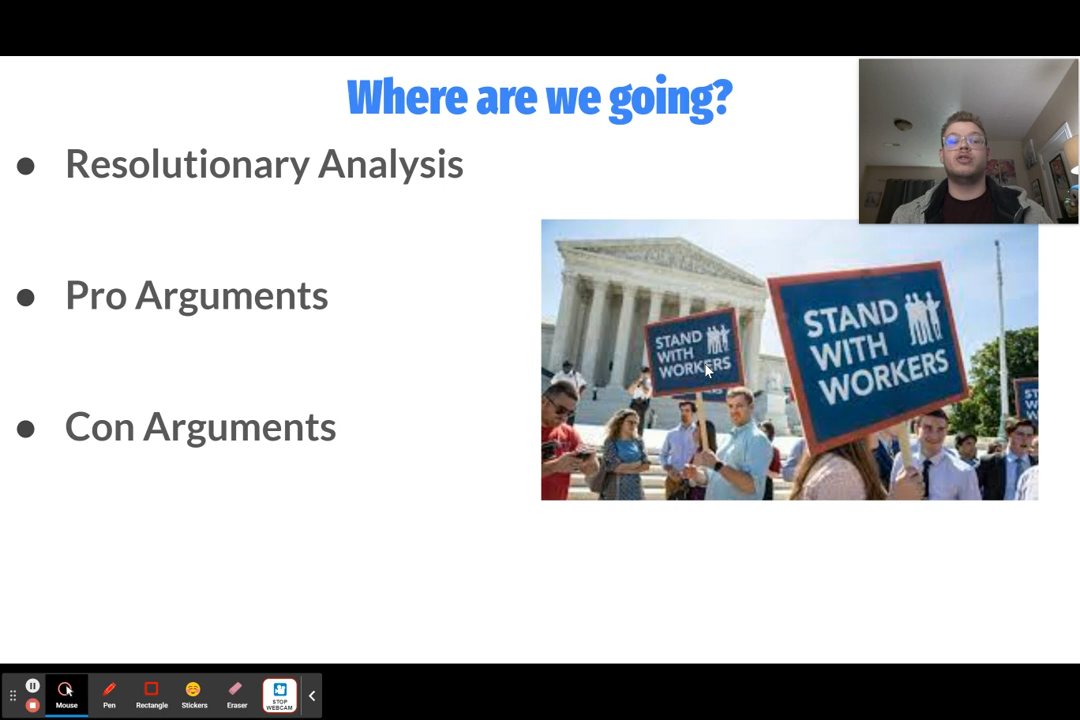 Where are we going?
● Resolutionary Analysis
● Pro Arguments
● Con Arguments
STAND
WITH
WORKERS
STAND
WITH
WORKERS
Mouse
Pen
Rectangle
Stickers
Eraser
STOP
WEBCAM